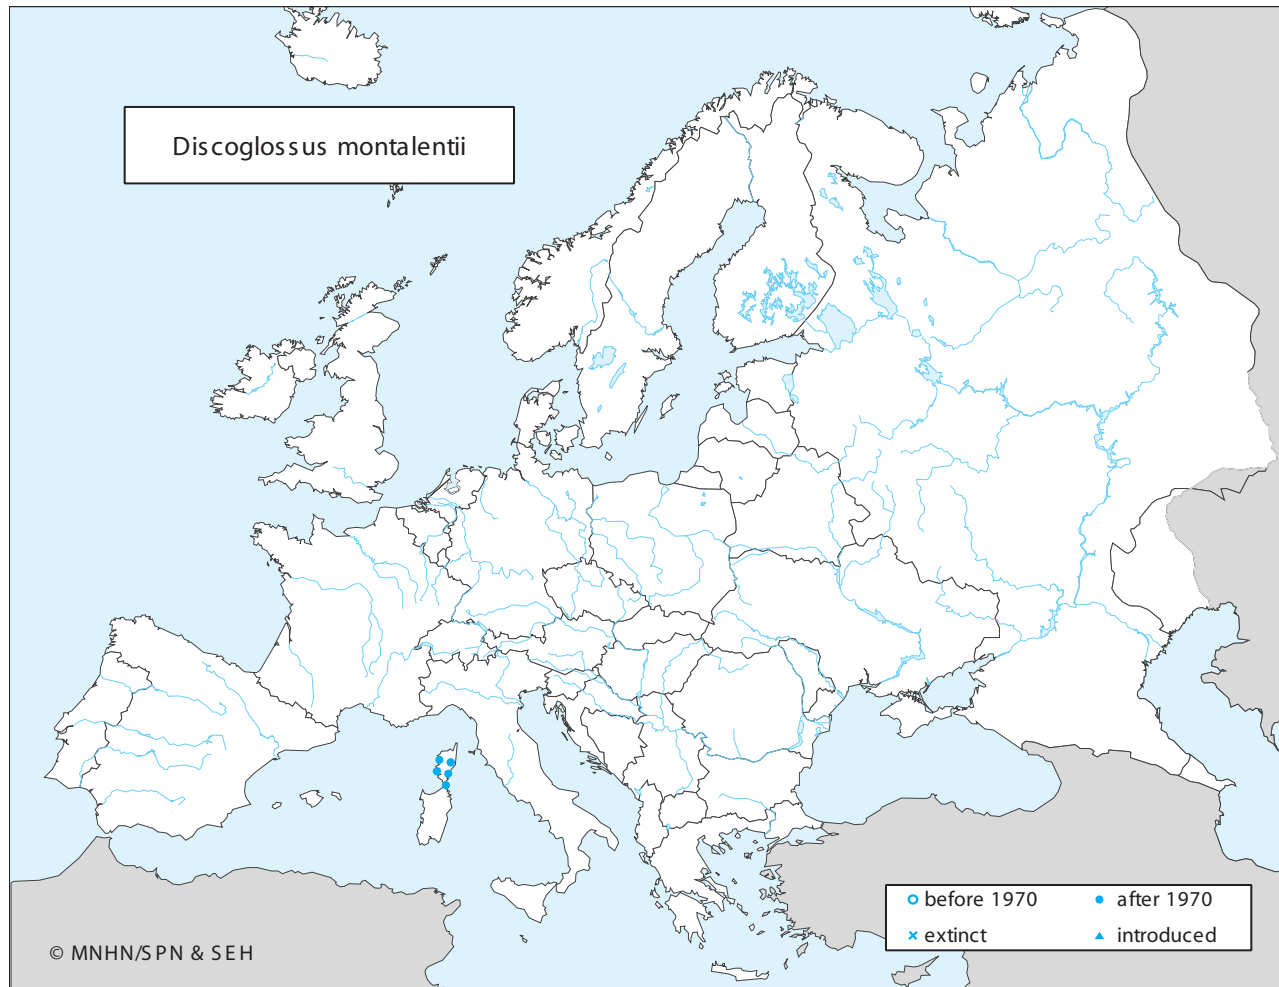 Discoglossus montalentii
before 1970
after 1970
extinct
introduced
© MNHN/SPN & SEH